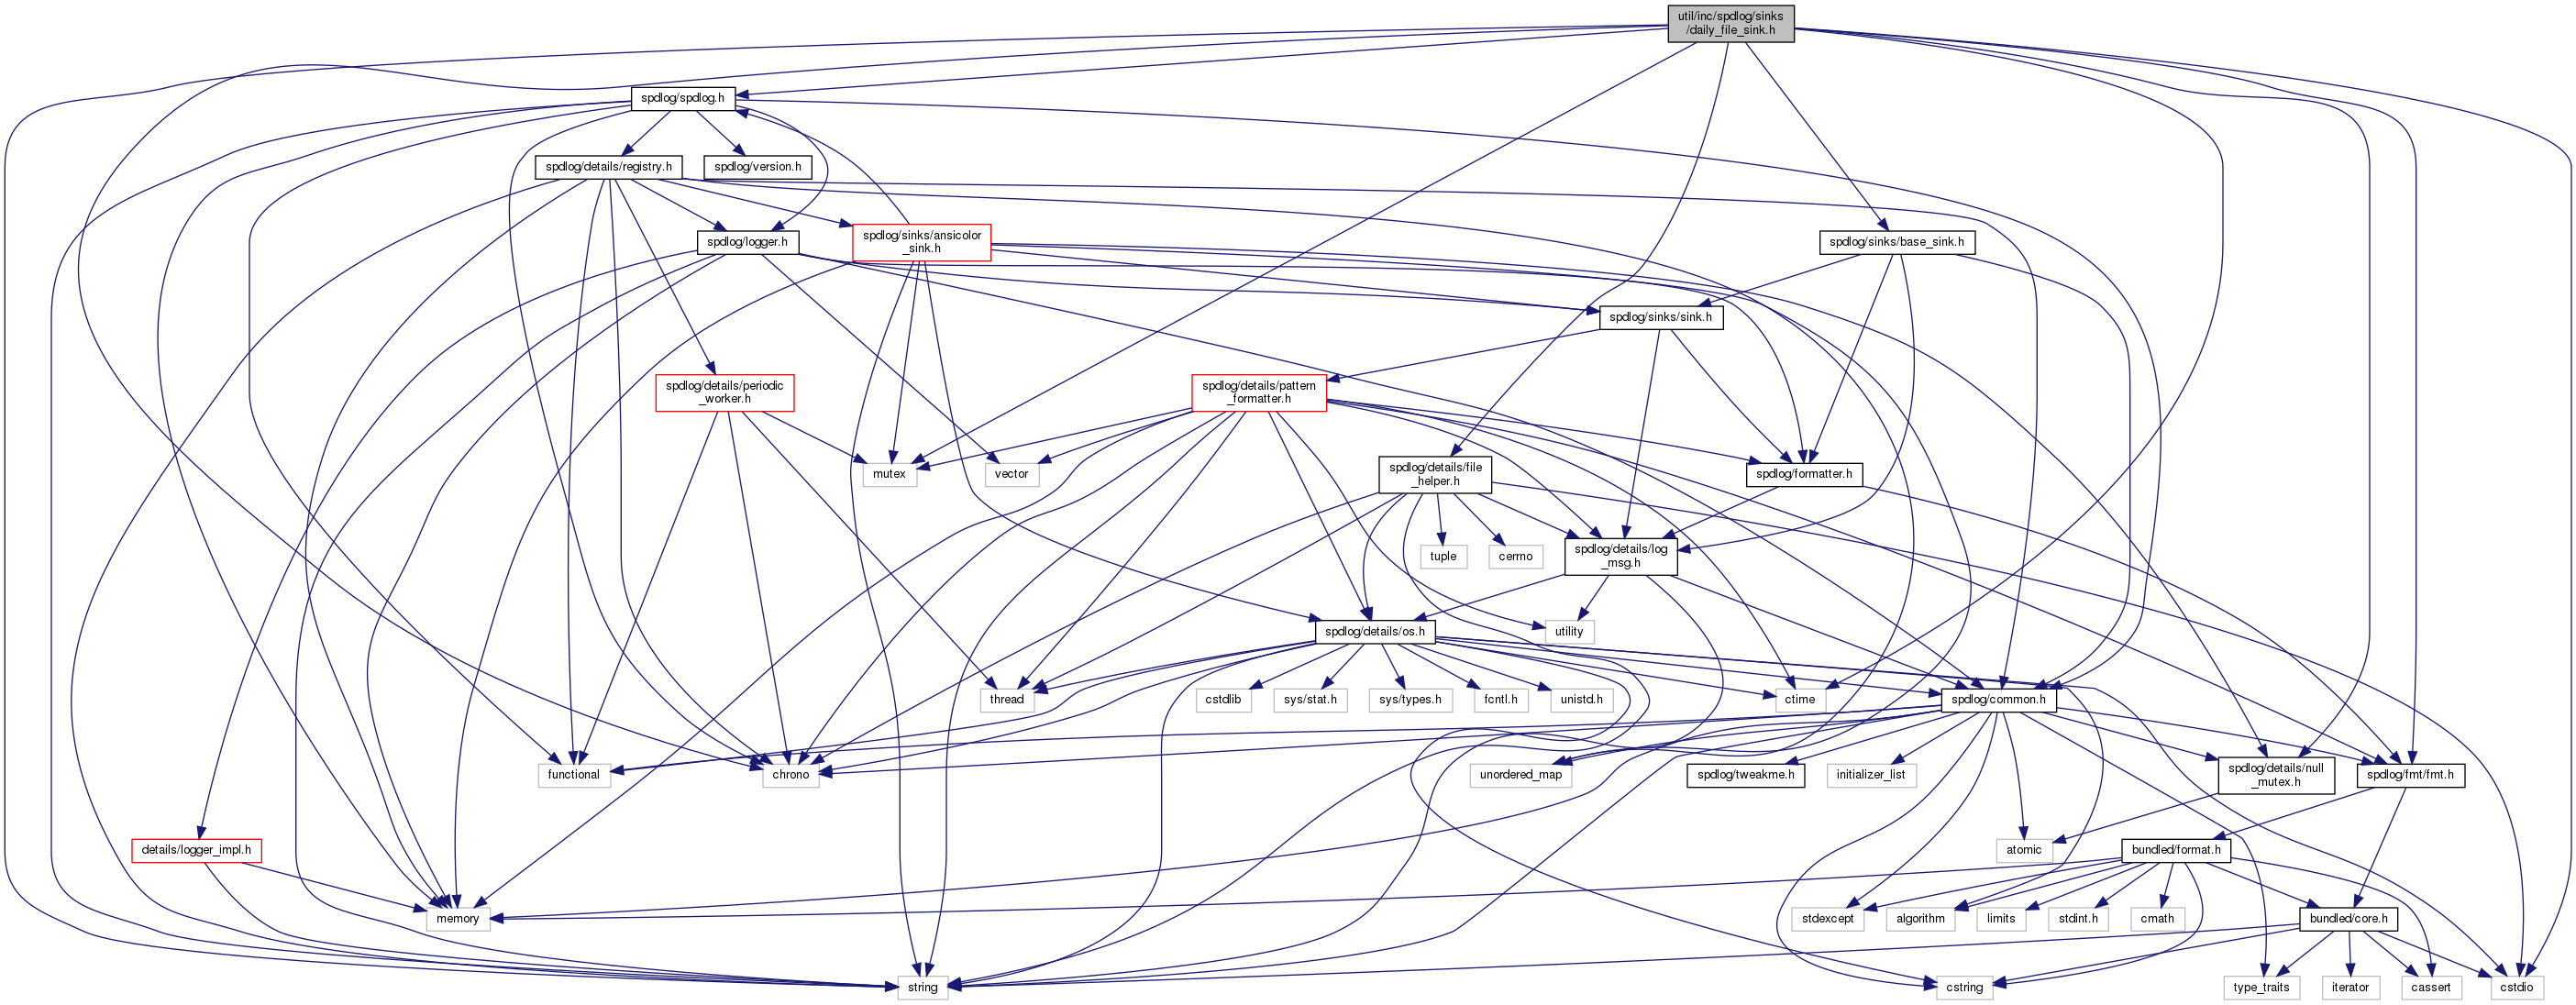 util/inc/spdlog/sinks
/daily_file_sink.h
spdlog/spdlog.h
spdlog/details/registry.h
spdlog/version.h
spdlog/logger.h
spdlog/sinks/ansicolor
_sink.h
spdlog/sinks/base_sink.h
spdlog/sinks/sink.h
spdlog/details/periodic
_worker.h
spdlog/details/pattern
_formatter.h
mutex
vector
spdlog/details/file
_helper.h
spdlog/formatter.h
tuple
cerrno
spdlog/details/log
_msg.h
spdlog/details/os.h
utility
thread
cstdlib
sys/stat.h
sys/types.h
fcntl.h
unistd.h
ctime
spdlog/common.h
functional
chrono
unordered_map
spdlog/tweakme.h
initializer_list
spdlog/details/null
_mutex.h
spdlog/fmt/fmt.h
details/logger_impl.h
atomic
bundled/format.h
memory
stdexcept
algorithm
limits
stdint.h
cmath
bundled/core.h
string
cstring
type_traits
iterator
cassert
cstdio